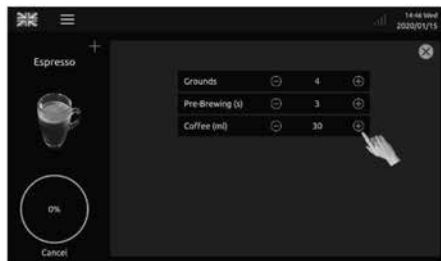 14:46 Wed
2020/01/15
Espresso
Grounds 4
Pre-Brewing (s) 3
Coffee (ml) 30
0%
Cancel